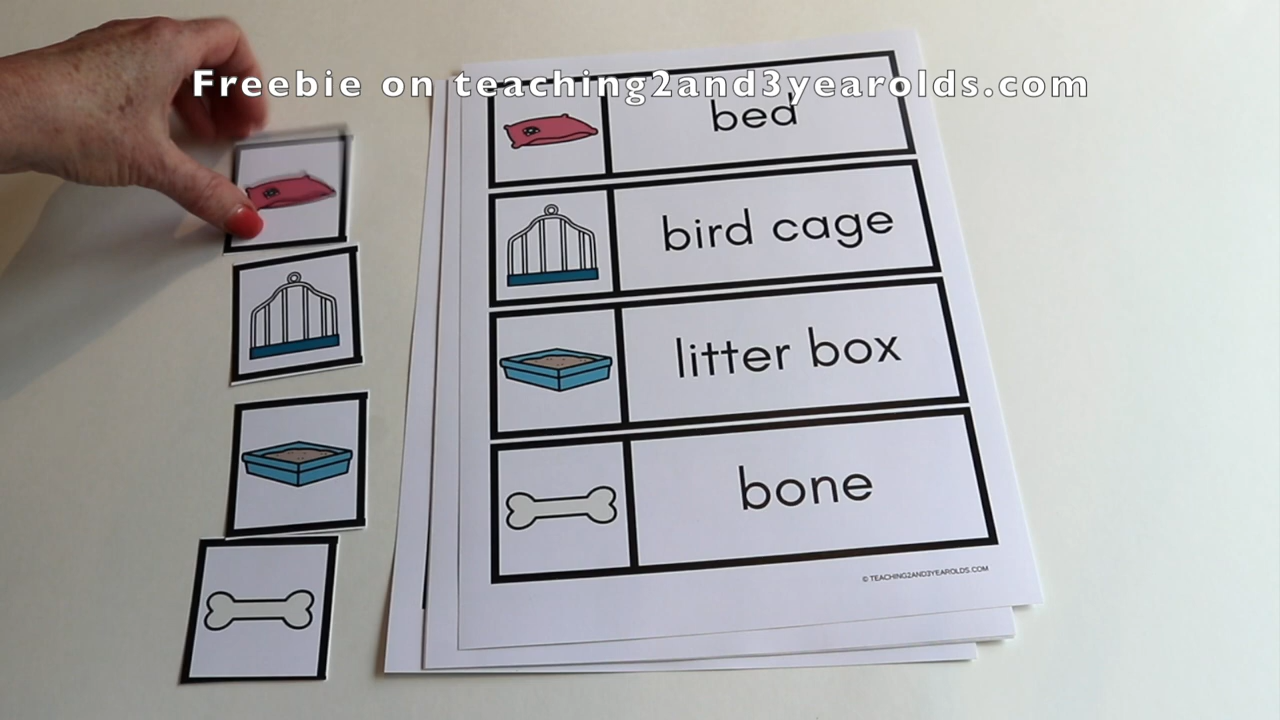 Freebie on teaching2and3yearolds.com
bed
bird cage
litter box
bone
© TEACHING2AND3YEAROLDS.COM